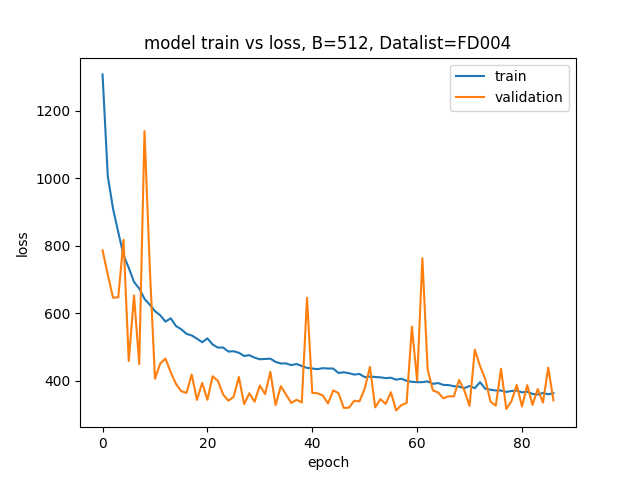 model train vs loss, B=512, Datalist=FD004
train
validation
1200
1000
800
600
400
loss
0
20
40
60
80
epoch